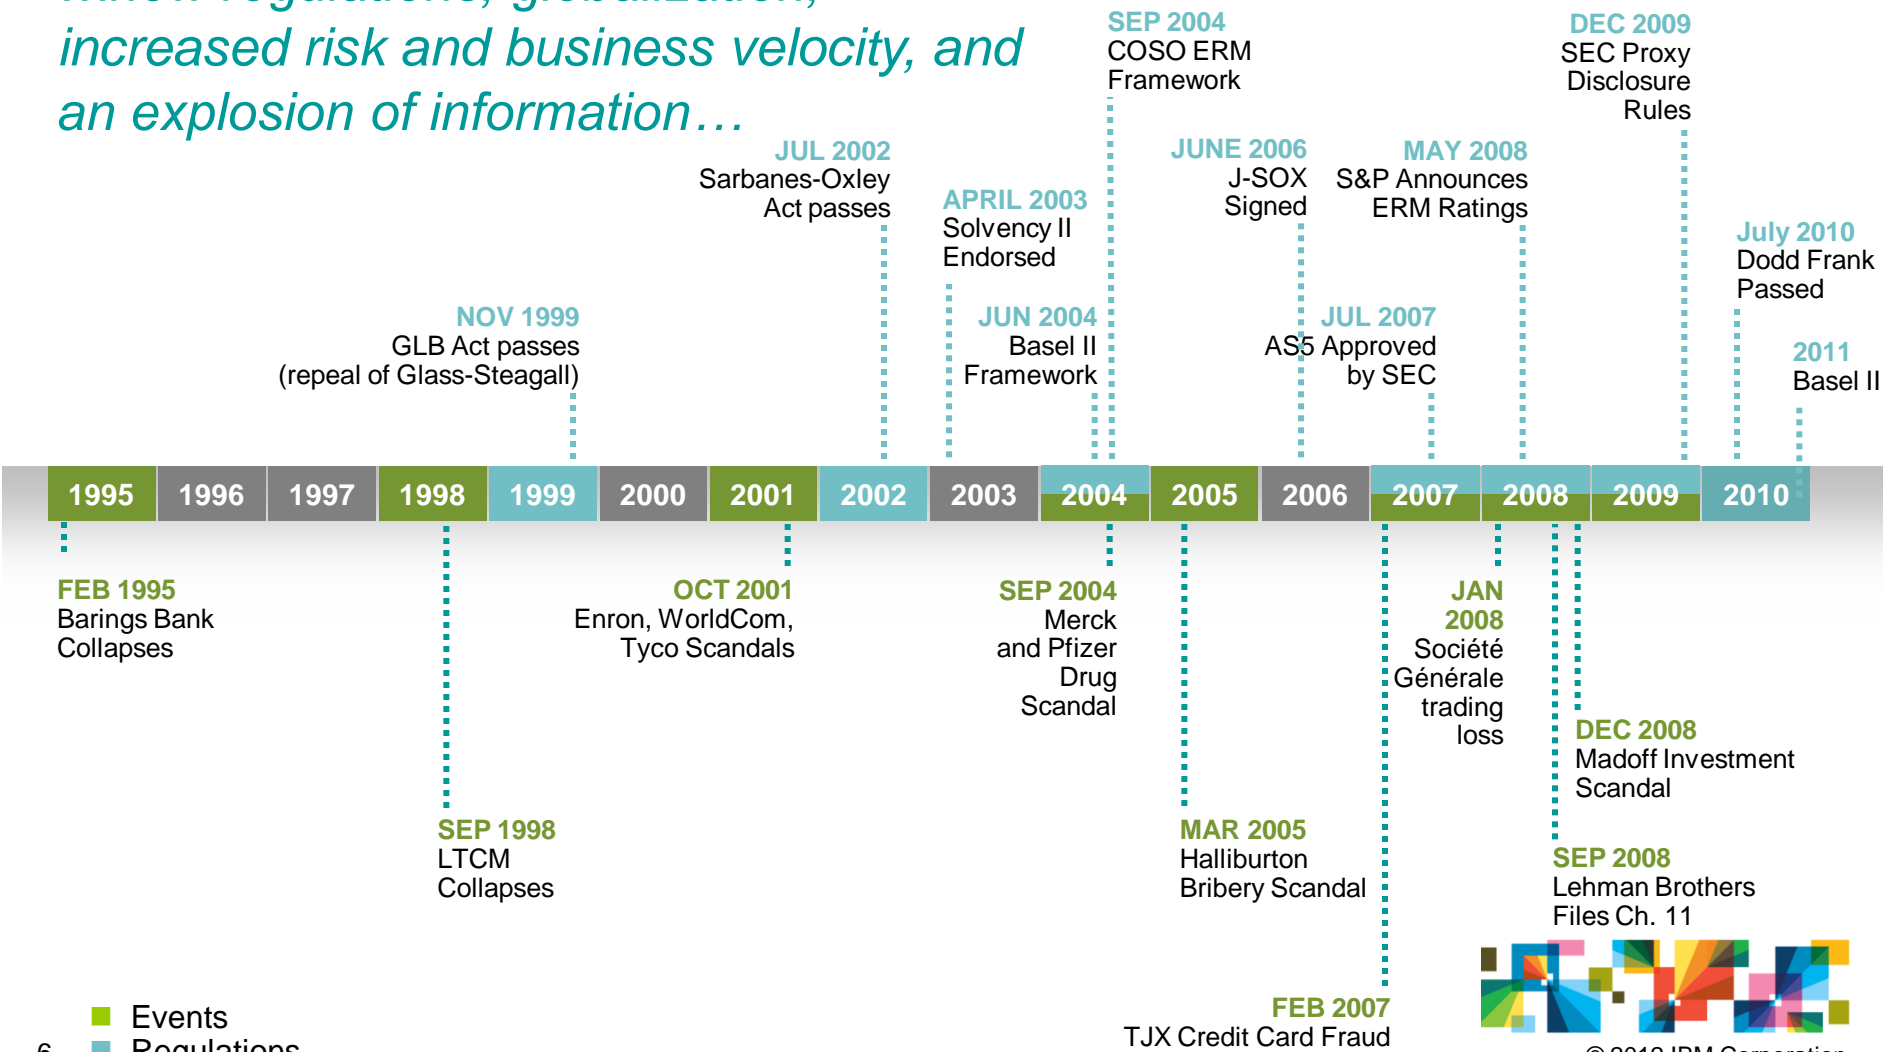 increased risk and business velocity, and
an explosion of information…
SEP 2004
COSO ERM
Framework
DEC 2009
SEC Proxy
Disclosure
Rules
JUL 2002
Sarbanes-Oxley
Act passes
APRIL 2003
Solvency II
Endorsed
JUNE 2006
J-SOX
Signed
MAY 2008
S&P Announces
ERM Ratings
July 2010
Dodd Frank
Passed
NOV 1999
GLB Act passes
(repeal of Glass-Steagall)
JUN 2004
Basel II
Framework
JUL 2007
AS5 Approved
by SEC
2011
Basel II
1995 1996 1997 1998 1999 2000 2001 2002 2003 2004 2005 2006 2007 2008 2009 2010
FEB 1995
Barings Bank
Collapses
OCT 2001
Enron, WorldCom,
Tyco Scandals
SEP 2004
Merck
and Pfizer
Drug
Scandal
JAN
2008
Société
Générale
trading
loss
DEC 2008
Madoff Investment
Scandal
SEP 1998
LTCM
Collapses
MAR 2005
Halliburton
Bribery Scandal
SEP 2008
Lehman Brothers
Files Ch. 11
FEB 2007
TJX Credit Card Fraud
Events
Regulations
6
IBM Corporation